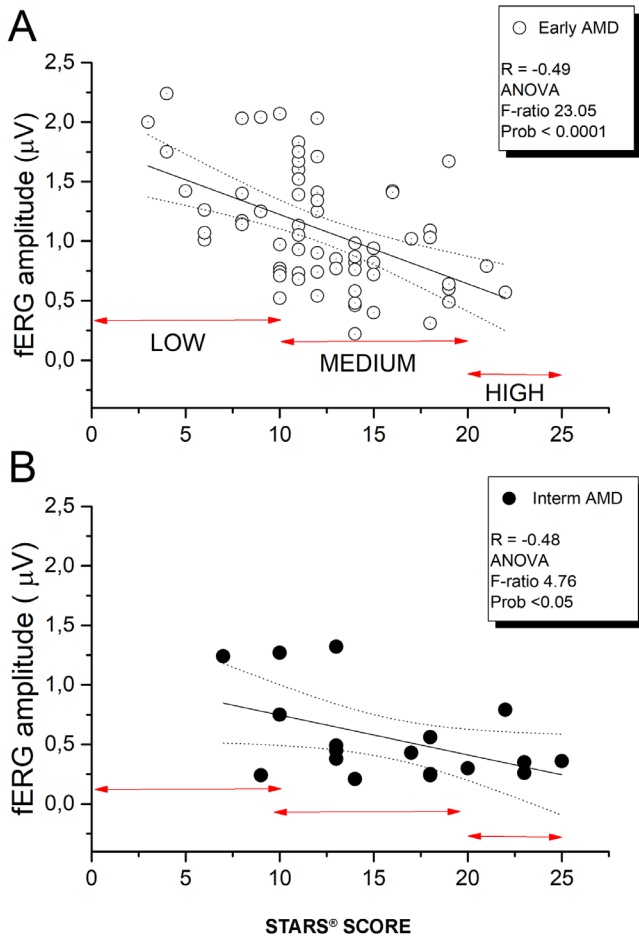 A
Early AMD
R = -0.49
ANOVA
F-ratio 23.05
Prob < 0.0001
2,5
2,0
1,5
1,0
0,5
0,0
fERG amplitude (μV)
LOW
MEDIUM
HIGH
0 5 10 15 20 25
B
Interm AMD
R = -0.48
ANOVA
F-ratio 4.76
Prob <0.05
2,5
2,0
1,5
1,0
0,5
0,0
fERG amplitude ( μV)
0 5 10 15 20 25
STARS® SCORE